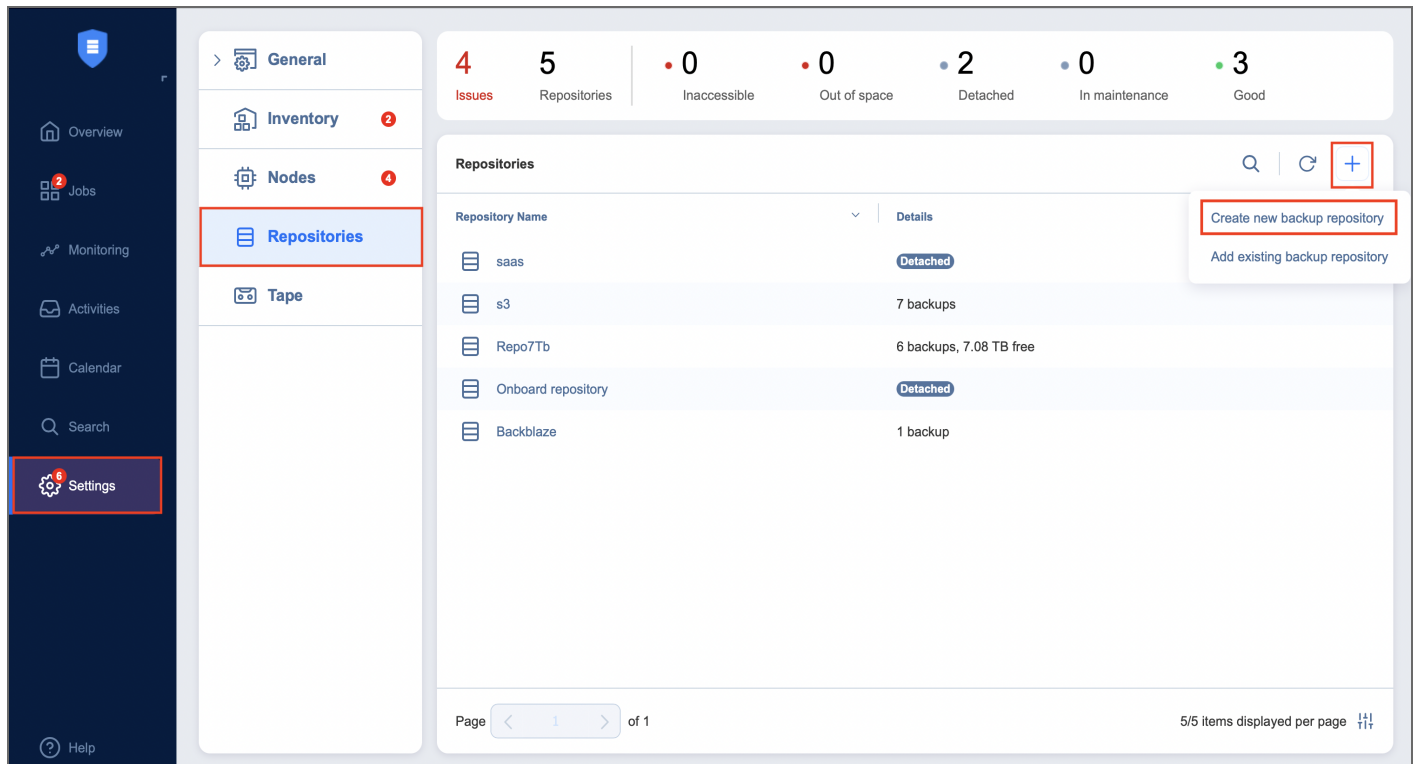 Overview
2
Jobs
Monitoring
Activities
Calendar
Search
6
Settings
Help
General
Inventory 2
Nodes 4
Repositories
Tape
4 5 0 0 2 0 3
Issues Repositories Inaccessible Out of space Detached In maintenance Good
Repositories
Create new backup repository
Add existing backup repository
Repository Name Details
saas Detached
s3 7 backups
Repo7Tb 6 backups, 7.08 TB free
Onboard repository Detached
Backblaze 1 backup
Page 1 of 1 5/5 items displayed per page